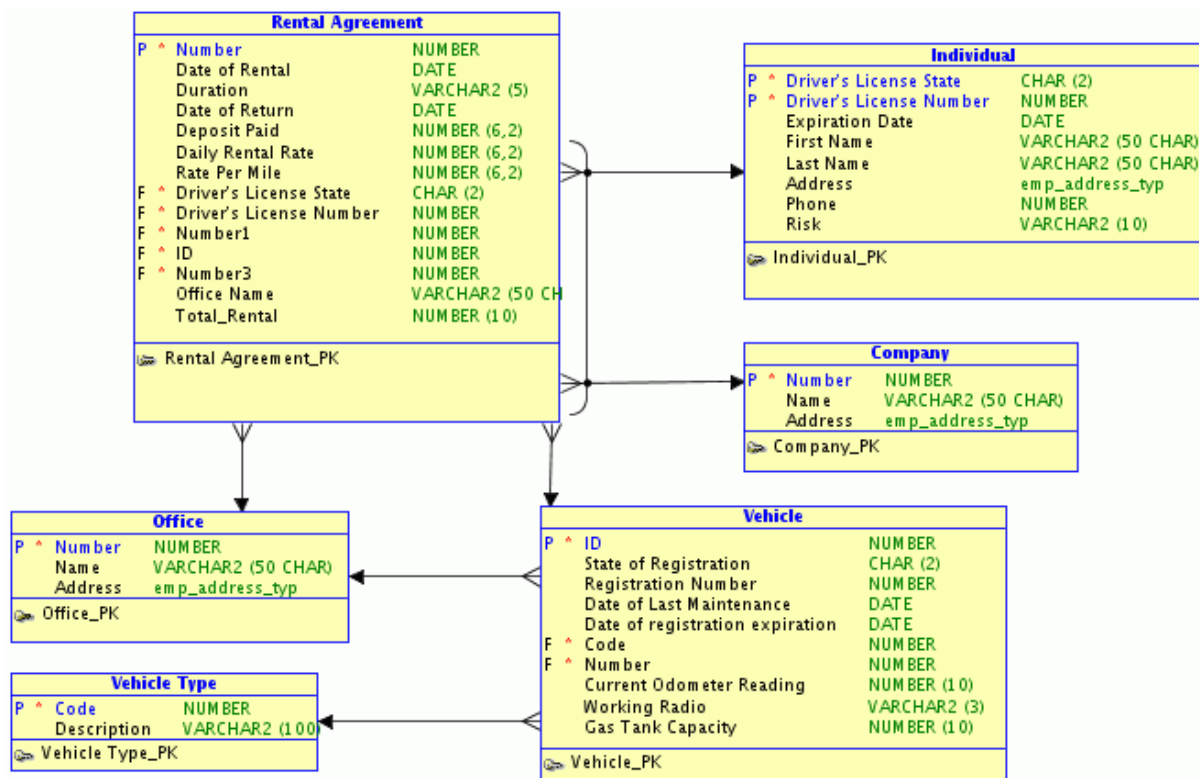 Rental Agreement
P * Number NUMBER
Date of Rental DATE
Duration VARCHAR2 (5)
Date of Return DATE
Deposit Paid NUMBER (6,2)
Daily Rental Rate NUMBER (6,2)
Rate Per Mile NUMBER (6,2)
F * Driver's License State CHAR (2)
F * Driver's License Number NUMBER
F * Number1 NUMBER
F * ID NUMBER
F * Number3 NUMBER
Office Name VARCHAR2 (50 CH
Total_Rental NUMBER (10)
Rental Agreement_PK
Individual
P * Driver's License State CHAR (2)
P * Driver's License Number NUMBER
Expiration Date DATE
First Name VARCHAR2 (50 CHAR)
Last Name VARCHAR2 (50 CHAR)
Address emp_address_typ
Phone NUMBER
Risk VARCHAR2 (10)
Individual_PK
Company
P * Number NUMBER
Name VARCHAR2 (50 CHAR)
Address emp_address_typ
Company_PK
Office
P * Number NUMBER
Name VARCHAR2 (50 CHAR)
Address emp_address_typ
Office_PK
Vehicle
P * ID NUMBER
State of Registration CHAR (2)
Registration Number NUMBER
Date of Last Maintenance DATE
Date of registration expiration DATE
F * Code NUMBER
F * Number NUMBER
Current Odometer Reading NUMBER (10)
Working Radio VARCHAR2 (3)
Gas Tank Capacity NUMBER (10)
Vehicle_PK
Vehicle Type
P * Code NUMBER
Description VARCHAR2 (100)
Vehicle Type_PK